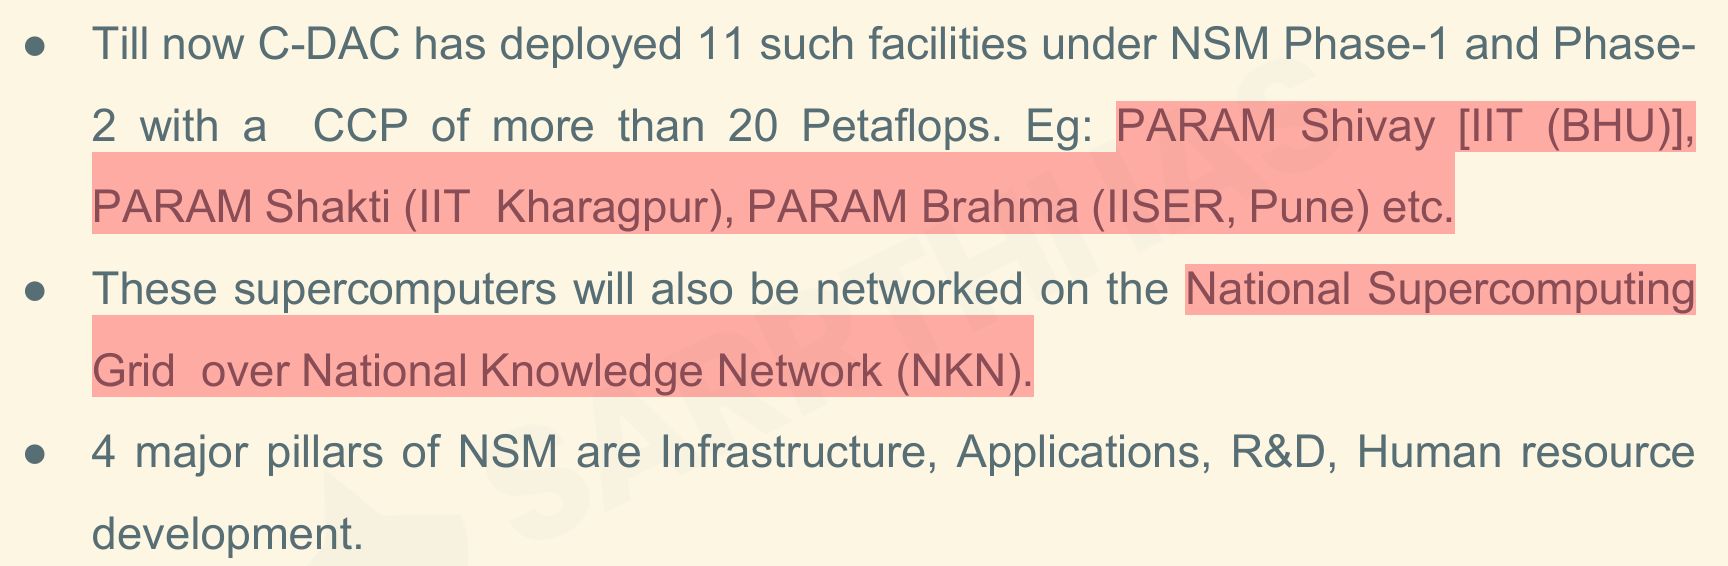 ● Till now C-DAC has deployed 11 such facilities under NSM Phase-1 and Phase-
2 with a CCP of more than 20 Petaflops. Eg: PARAM Shivay [IIT (BHU)],
PARAM Shakti (IIT Kharagpur), PARAM Brahma (IISER, Pune) etc.
● These supercomputers will also be networked on the National Supercomputing
Grid over National Knowledge Network (NKN).
● 4 major pillars of NSM are Infrastructure, Applications, R&D, Human resource
development.
SARRTHI IAS